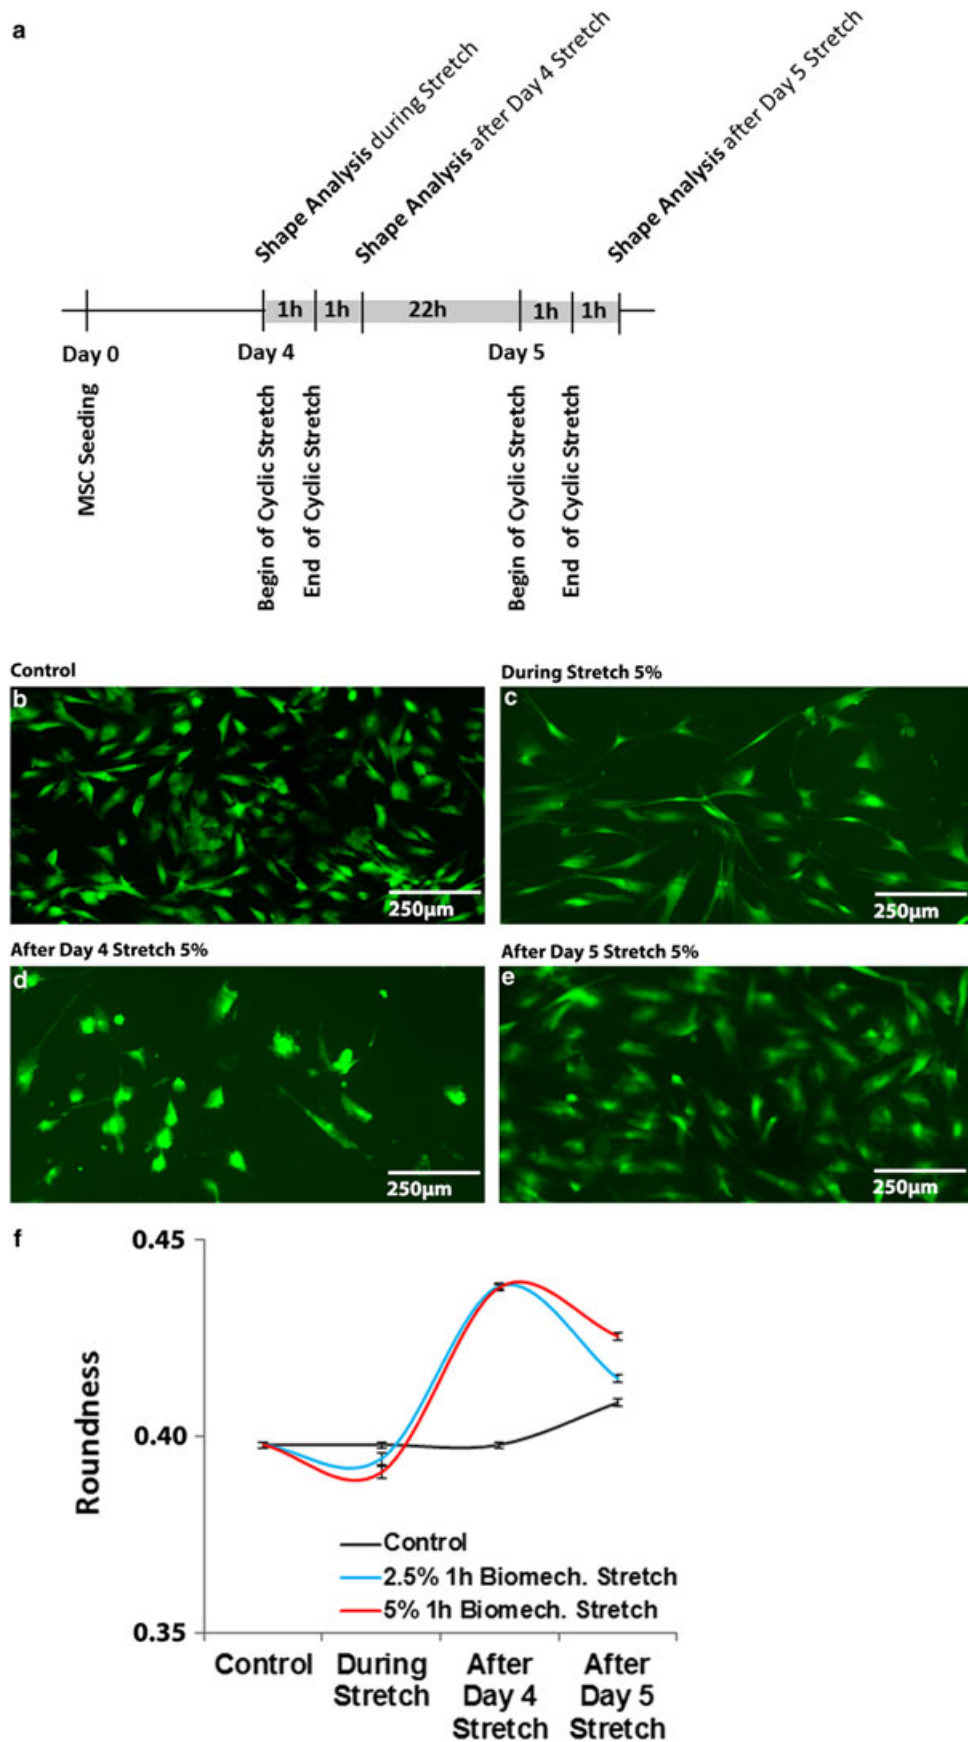 a
Shape Analysis during Stretch
Shape Analysis after Day 4 Stretch
Shape Analysis after Day 5 Stretch
1h 1h 22h 1h 1h
Day 0 Day 4 Day 5
MSC Seeding
Begin of Cyclic Stretch
End of Cyclic Stretch
Begin of Cyclic Stretch
End of Cyclic Stretch
Control
b
250µm
During Stretch 5%
c
250µm
After Day 4 Stretch 5%
d
250µm
After Day 5 Stretch 5%
e
250µm
f
Roundness
0.45
0.40
0.35
Control
2.5% 1h Biomech. Stretch
5% 1h Biomech. Stretch
Control
During
Stretch
After
Day 4
Stretch
After
Day 5
Stretch